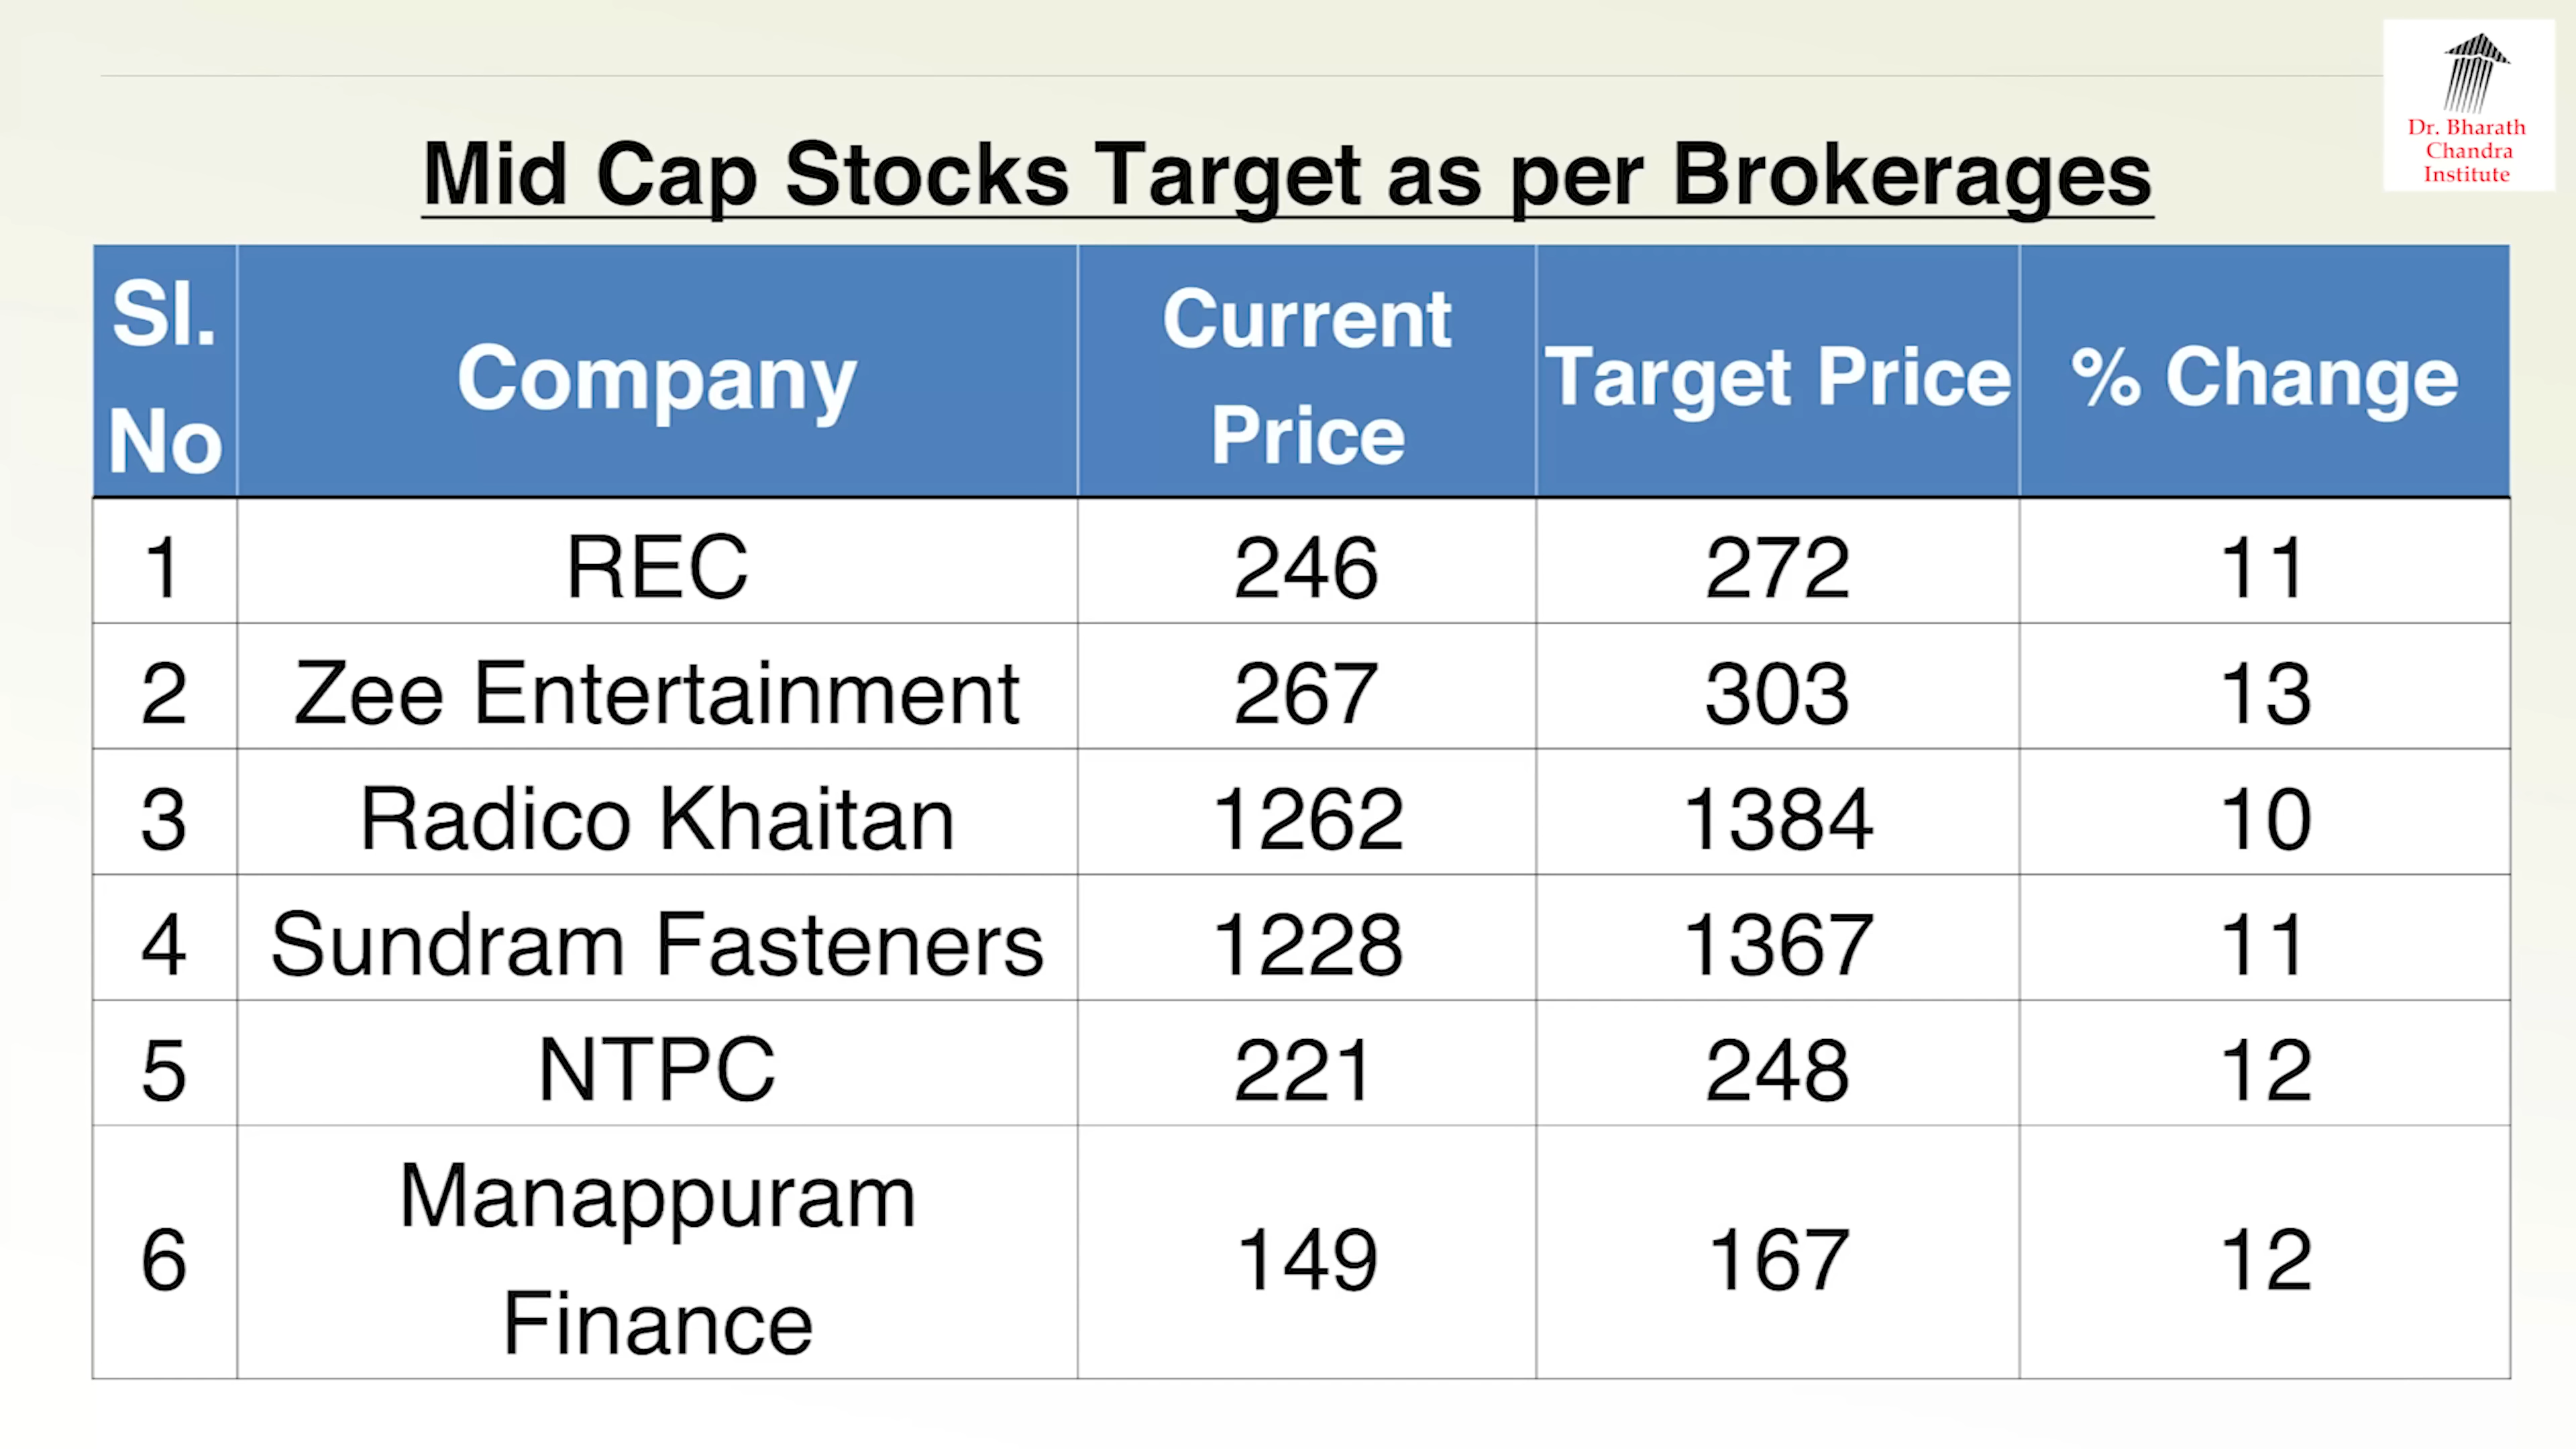 Dr. Bharath
Chandra
Institute
Mid Cap Stocks Target as per Brokerages
Sl. No Company Current Price Target Price % Change
1 REC 246 272 11
2 Zee Entertainment 267 303 13
3 Radico Khaitan 1262 1384 10
4 Sundram Fasteners 1228 1367 11
5 NTPC 221 248 12
6 Manappuram Finance 149 167 12